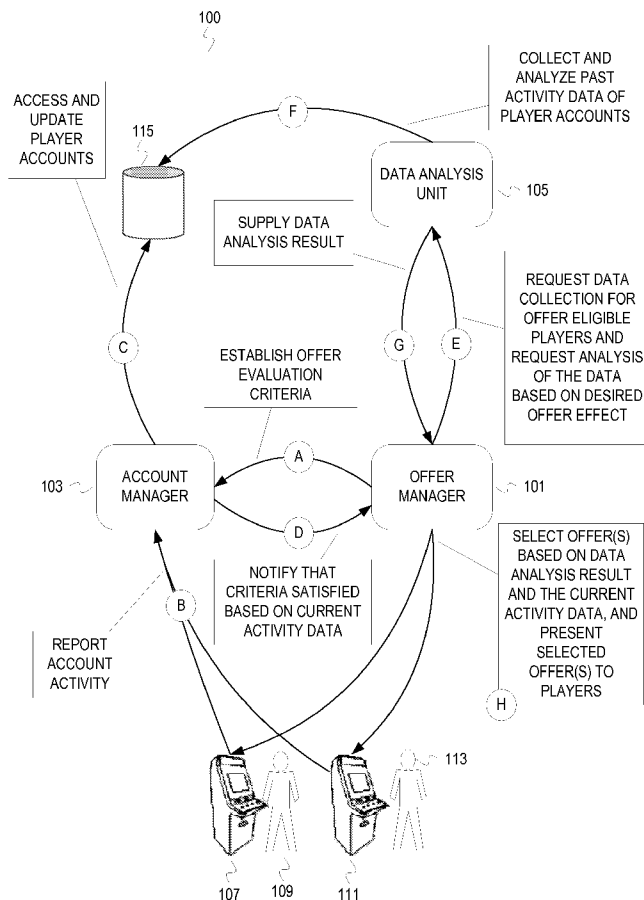 100
COLLECT AND
ANALYZE PAST
ACTIVITY DATA OF
PLAYER ACCOUNTS
ACCESS AND
UPDATE
PLAYER
ACCOUNTS
115
F
DATA ANALYSIS
UNIT
105
SUPPLY DATA
ANALYSIS RESULT
REQUEST DATA
COLLECTION FOR
OFFER ELIGIBLE
PLAYERS AND
REQUEST ANALYSIS
OF THE DATA
BASED ON DESIRED
OFFER EFFECT
C
G
E
ESTABLISH OFFER
EVALUATION
CRITERIA
A
103
ACCOUNT
MANAGER
OFFER
MANAGER
101
D
B
NOTIFY THAT
CRITERIA SATISFIED
BASED ON CURRENT
ACTIVITY DATA
SELECT OFFER(S)
BASED ON DATA
ANALYSIS RESULT
AND THE CURRENT
ACTIVITY DATA, AND
PRESENT
SELECTED
OFFER(S) TO
PLAYERS
H
REPORT
ACCOUNT
ACTIVITY
113
107
109
111